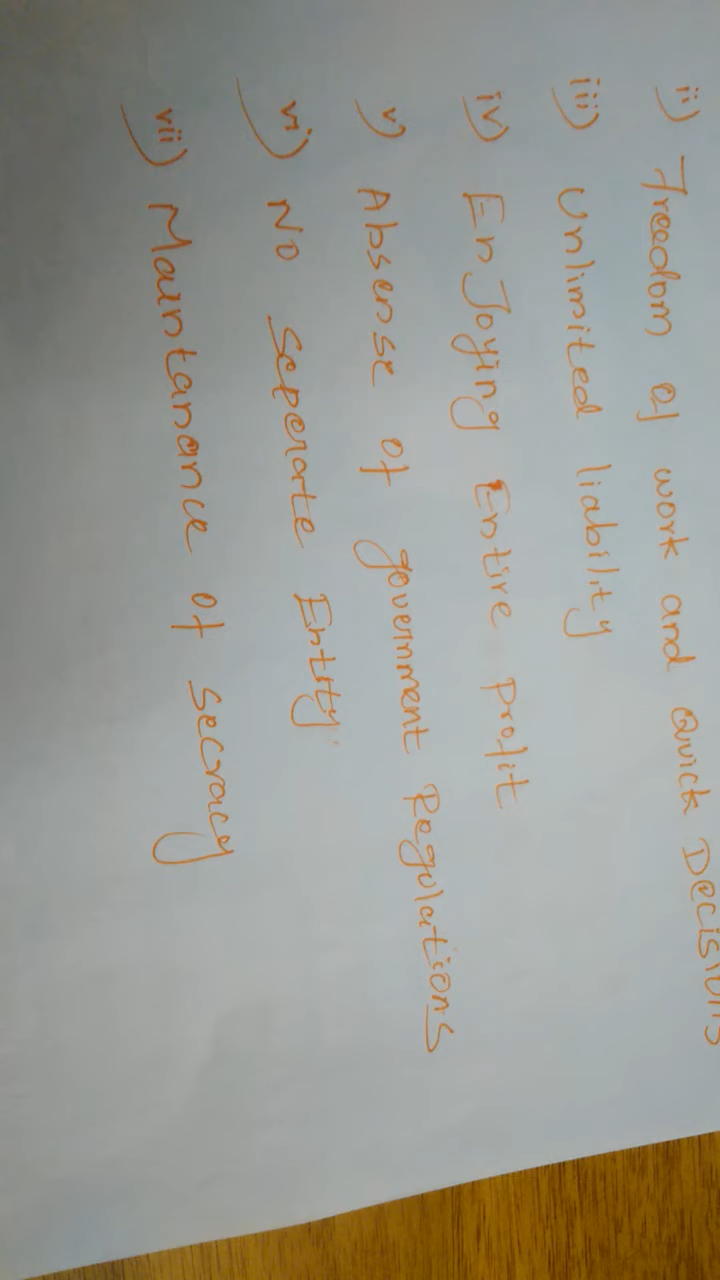 ii) Freedom of work and Quick Decisions
iii) Unlimited liability
iv) EnJoying Entire Profit
v) Absense of government Regulations
vi) No Seperate Entity
vii) Maintanance of secracy